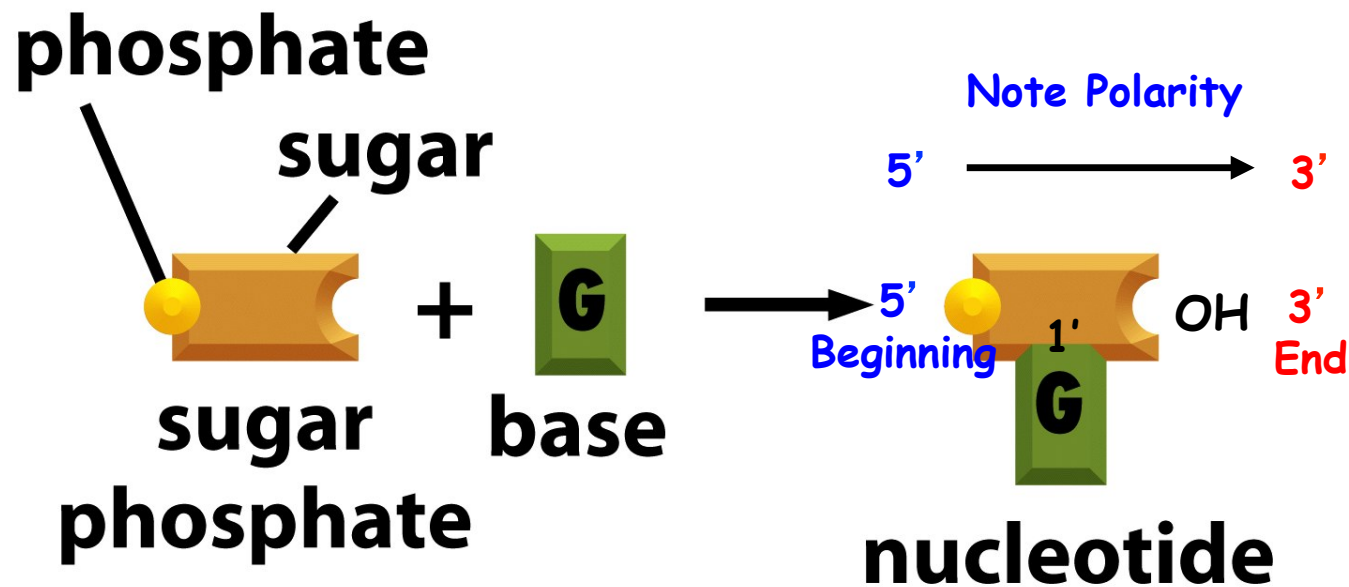 phosphate
sugar
Note Polarity
5’ 3’
G
+
5’
Beginning
1’
G
OH
3’
End
sugar
phosphate
base
nucleotide